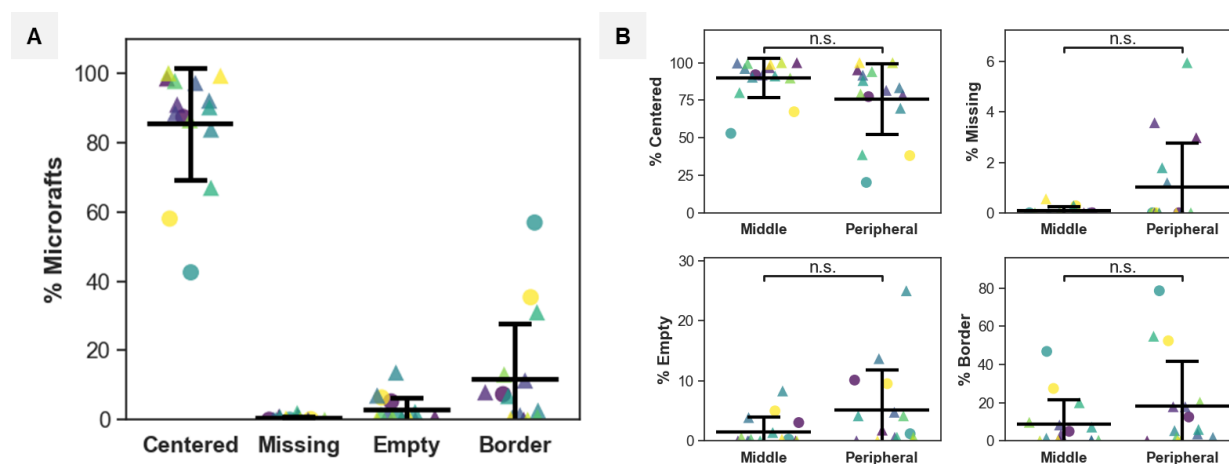 A
% Microrafts
100
80
60
40
20
0
Centered Missing Empty Border
B
n.s.
% Centered
100
75
50
25
0
Middle Peripheral
n.s.
% Missing
6
4
2
0
Middle Peripheral
n.s.
% Empty
30
20
10
0
Middle Peripheral
n.s.
% Border
80
60
40
20
0
Middle Peripheral